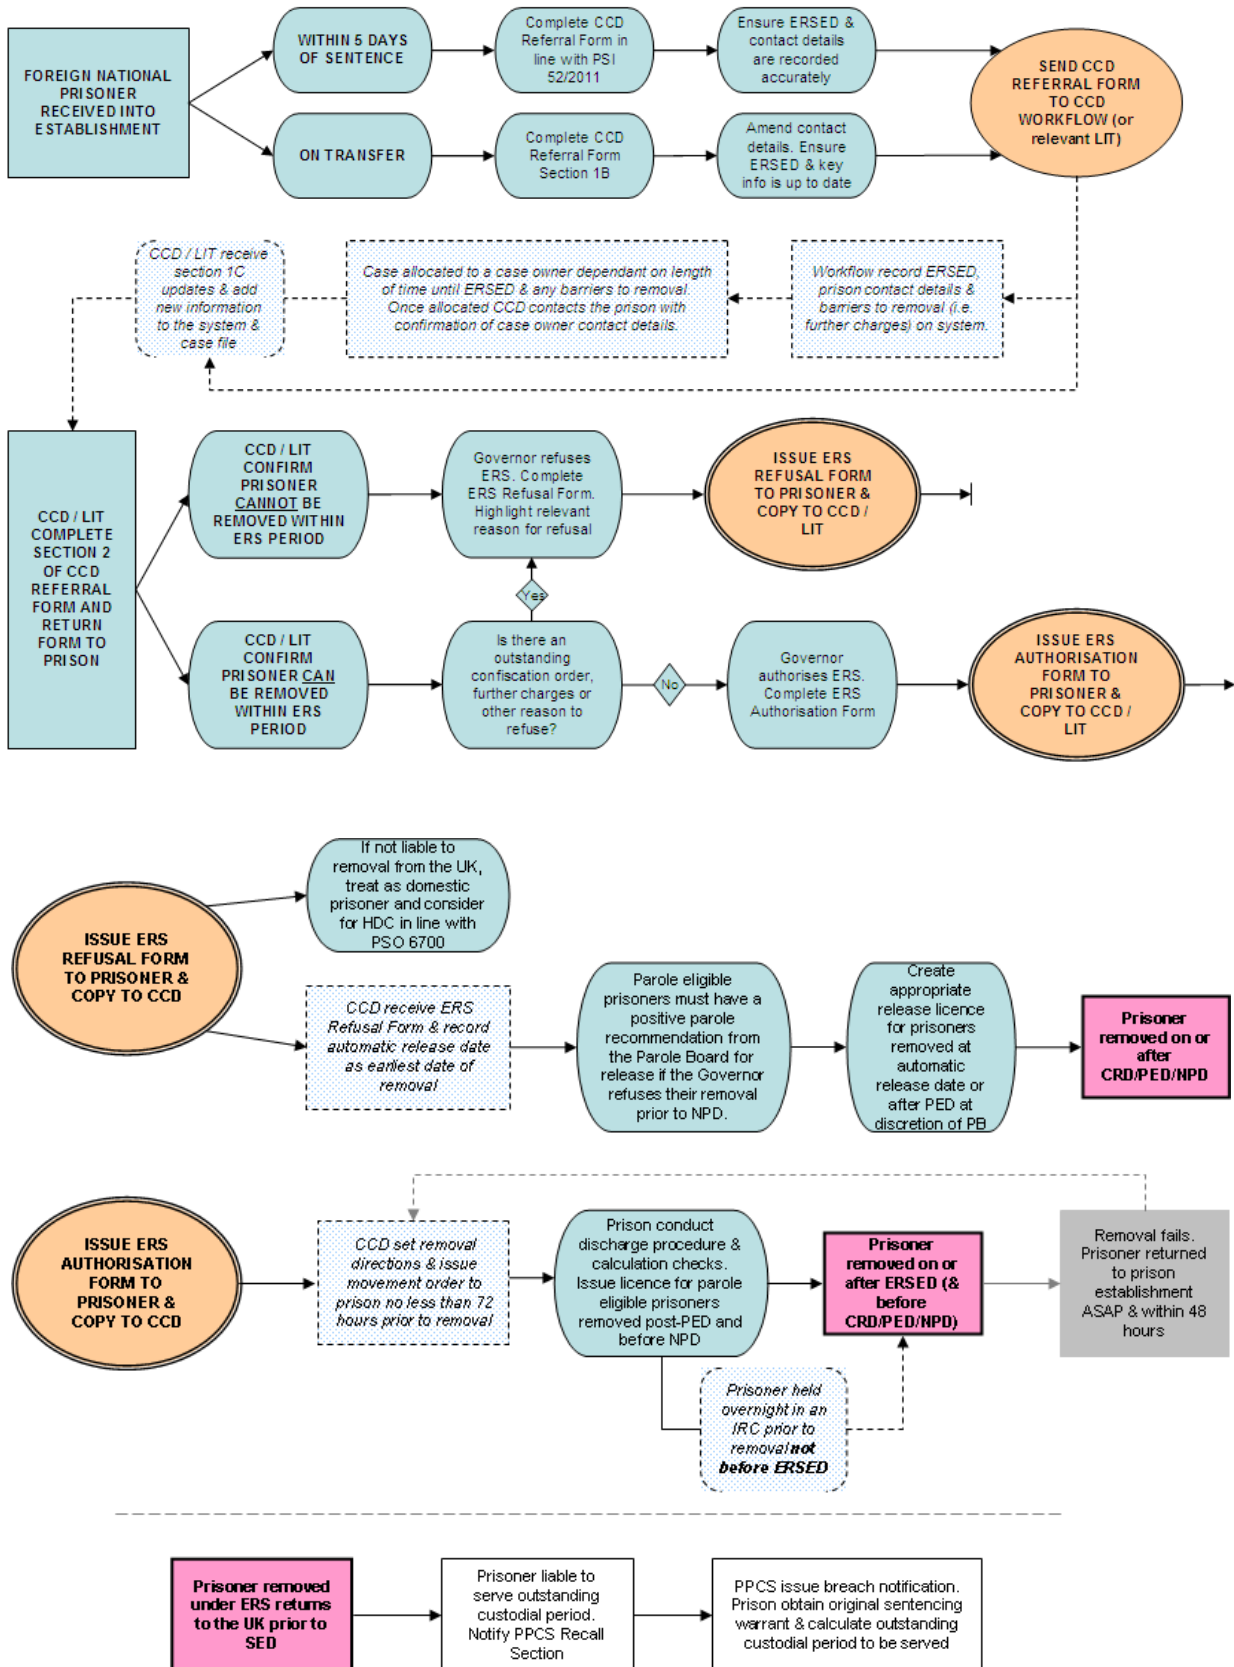 FOREIGN NATIONAL
PRISONER
RECEIVED INTO
ESTABLISHMENT
WITHIN 5 DAYS
OF SENTENCE
Complete CCD
Referral Form in
line with PSI
52/2011
Ensure ERSED &
contact details
are recorded
accurately
SEND CCD
REFERRAL FORM
TO CCD
WORKFLOW (or
relevant LIT)
ON TRANSFER
Complete CCD
Referral Form
Section 1B
Amend contact
details. Ensure
ERSED & key
info is up to date
CCD / LIT receive
section 1C
updates & add
new information
to the system &
case file
Case allocated to a case owner dependant on length
of time until ERSED & any barriers to removal.
Once allocated CCD contacts the prison with
confirmation of case owner contact details.
Workflow record ERSED,
prison contact details &
barriers to removal (i.e.
further charges) on system.
CCD / LIT
COMPLETE
SECTION 2
OF CCD
REFERRAL
FORM AND
RETURN
FORM TO
PRISON
CCD / LIT
CONFIRM
PRISONER
CANNOT BE
REMOVED WITHIN
ERS PERIOD
Governor refuses
ERS. Complete
ERS Refusal Form.
Highlight relevant
reason for refusal
ISSUE ERS
REFUSAL FORM
TO PRISONER &
COPY TO CCD /
LIT
Yes
CCD / LIT
CONFIRM
PRISONER CAN
BE REMOVED
WITHIN ERS
PERIOD
Is there an
outstanding
confiscation order,
further charges or
other reason to
refuse?
No
Governor
authorises ERS.
Complete ERS
Authorisation Form
ISSUE ERS
AUTHORISATION
FORM TO
PRISONER &
COPY TO CCD /
LIT
ISSUE ERS
REFUSAL FORM
TO PRISONER &
COPY TO CCD
If not liable to
removal from the UK,
treat as domestic
prisoner and consider
for HDC in line with
PSO 6700
CCD receive ERS
Refusal Form & record
automatic release date
as earliest date of
removal
Parole eligible
prisoners must have a
positive parole
recommendation from
the Parole Board for
release if the Governor
refuses their removal
prior to NPD.
Create
appropriate
release licence
for prisoners
removed at
automatic
release date or
after PED at
discretion of PB
Prisoner
removed on or
after
CRD/PED/NPD
ISSUE ERS
AUTHORISATION
FORM TO
PRISONER &
COPY TO CCD
CCD set removal
directions & issue
movement order to
prison no less than 72
hours prior to removal
Prison conduct
discharge procedure &
calculation checks.
Issue licence for parole
eligible prisoners
removed post-PED and
before NPD
Prisoner
removed on or
after ERSED (&
before
CRD/PED/NPD)
Removal fails.
Prisoner returned
to prison
establishment
ASAP & within 48
hours
Prisoner held
overnight in an
IRC prior to
removal not
before ERSED
Prisoner removed
under ERS returns
to the UK prior to
SED
Prisoner liable to
serve outstanding
custodial period.
Notify PPCS Recall
Section
PPCS issue breach notification.
Prison obtain original sentencing
warrant & calculate outstanding
custodial period to be served